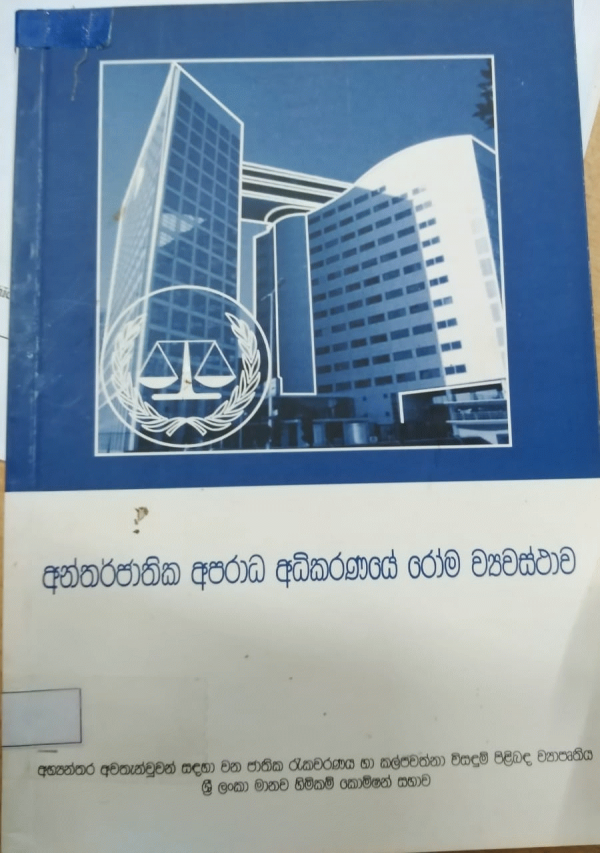 අන්තර්ජාතික අපරාධ අධිකරණයේ රෝම ව්‍යවස්ථාව
අභ්‍යන්තර අවතැන්වූවන් සඳහා වන ජාතික රැකවරණය හා කල්පවත්නා විසඳුම් පිළිබඳ ව්‍යාපෘතිය
ශ්‍රී ලංකා මානව හිමිකම් කොමිෂන් සභාව